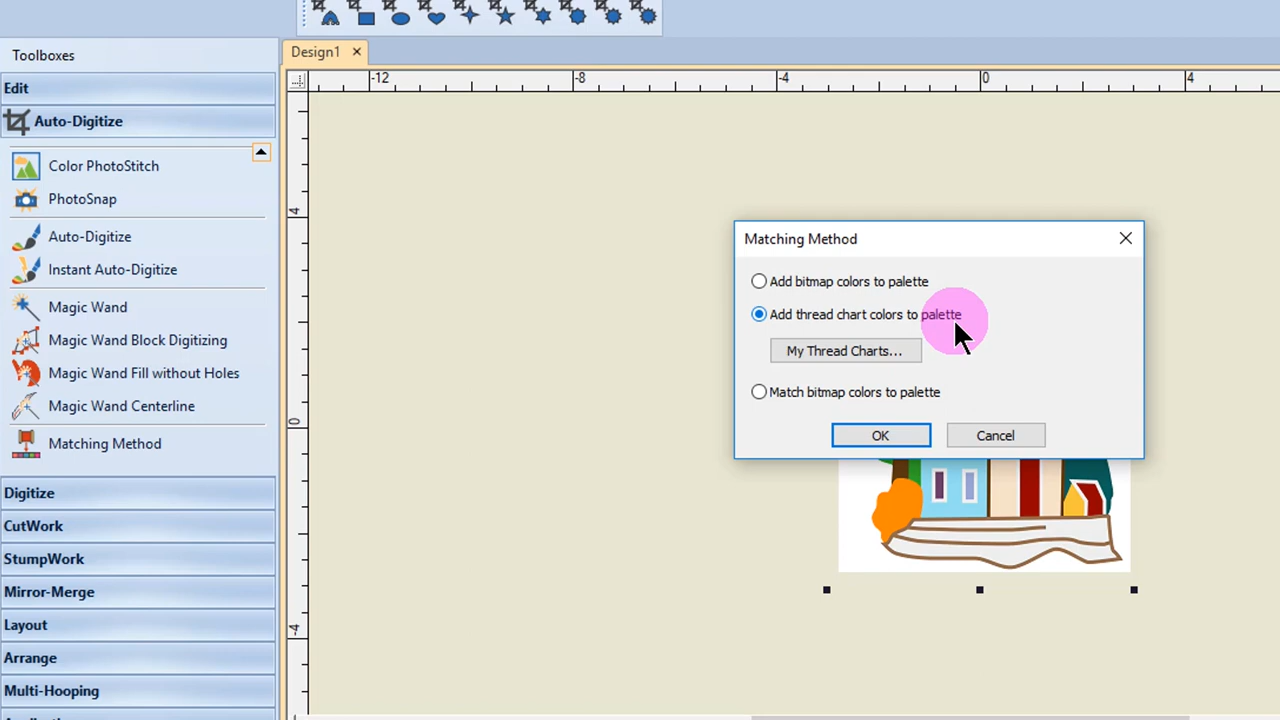 Toolboxes
Design1
Edit
-12 -8 -4 0 4
Auto-Digitize
Color PhotoStitch
PhotoSnap
4
Auto-Digitize
Matching Method
Instant Auto-Digitize
Add bitmap colors to palette
Magic Wand
Add thread chart colors to palette
Magic Wand Block Digitizing
My Thread Charts...
Magic Wand Fill without Holes
Match bitmap colors to palette
Magic Wand Centerline
0
OK Cancel
Matching Method
Digitize
CutWork
StumpWork
Mirror-Merge
Layout
-4
Arrange
Multi-Hooping